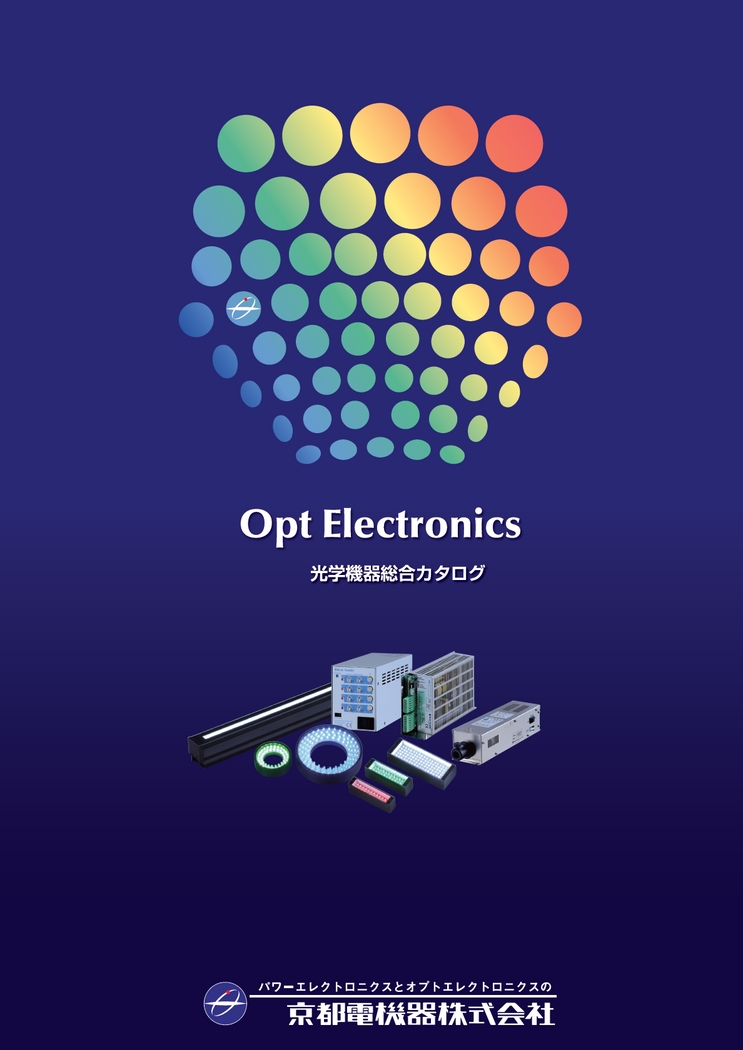 Opt Electronics
光学機器総合カタログ
パワーエレクトロニクスとオプトエレクトロニクスの
京都電機器株式会社